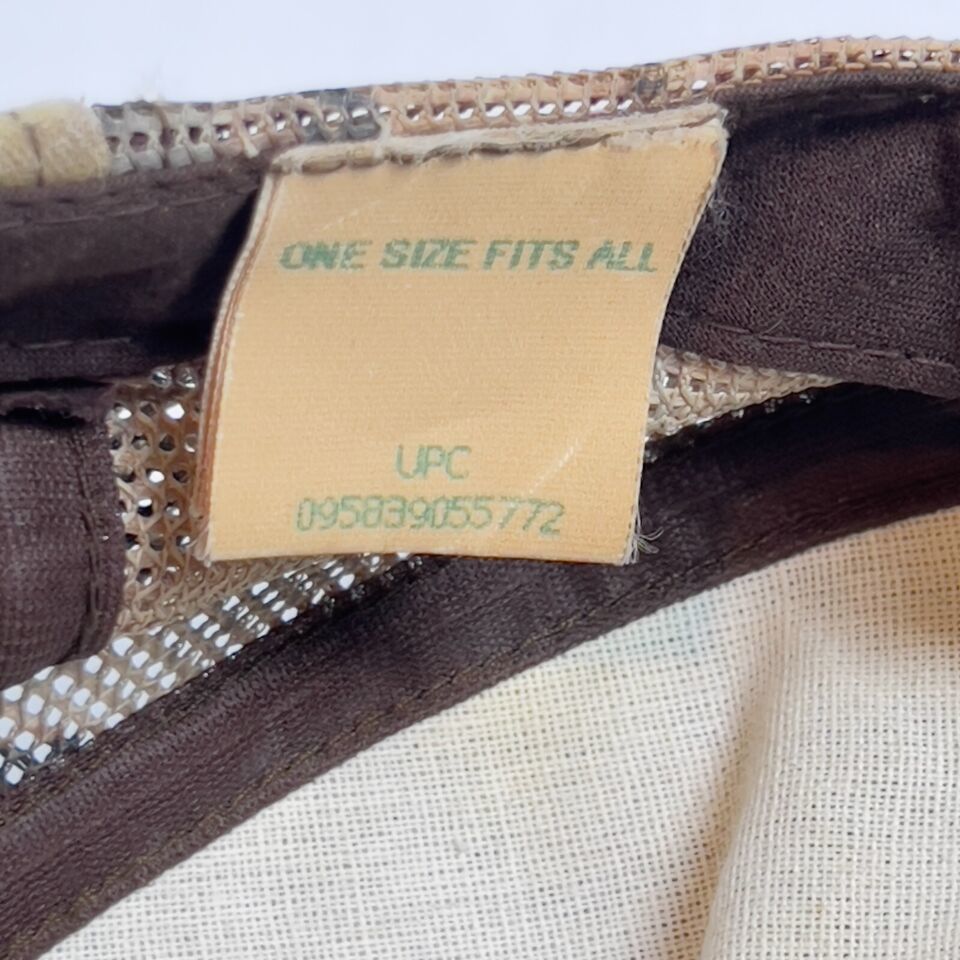 ONE SIZE FITS ALL
UPC
095839055772